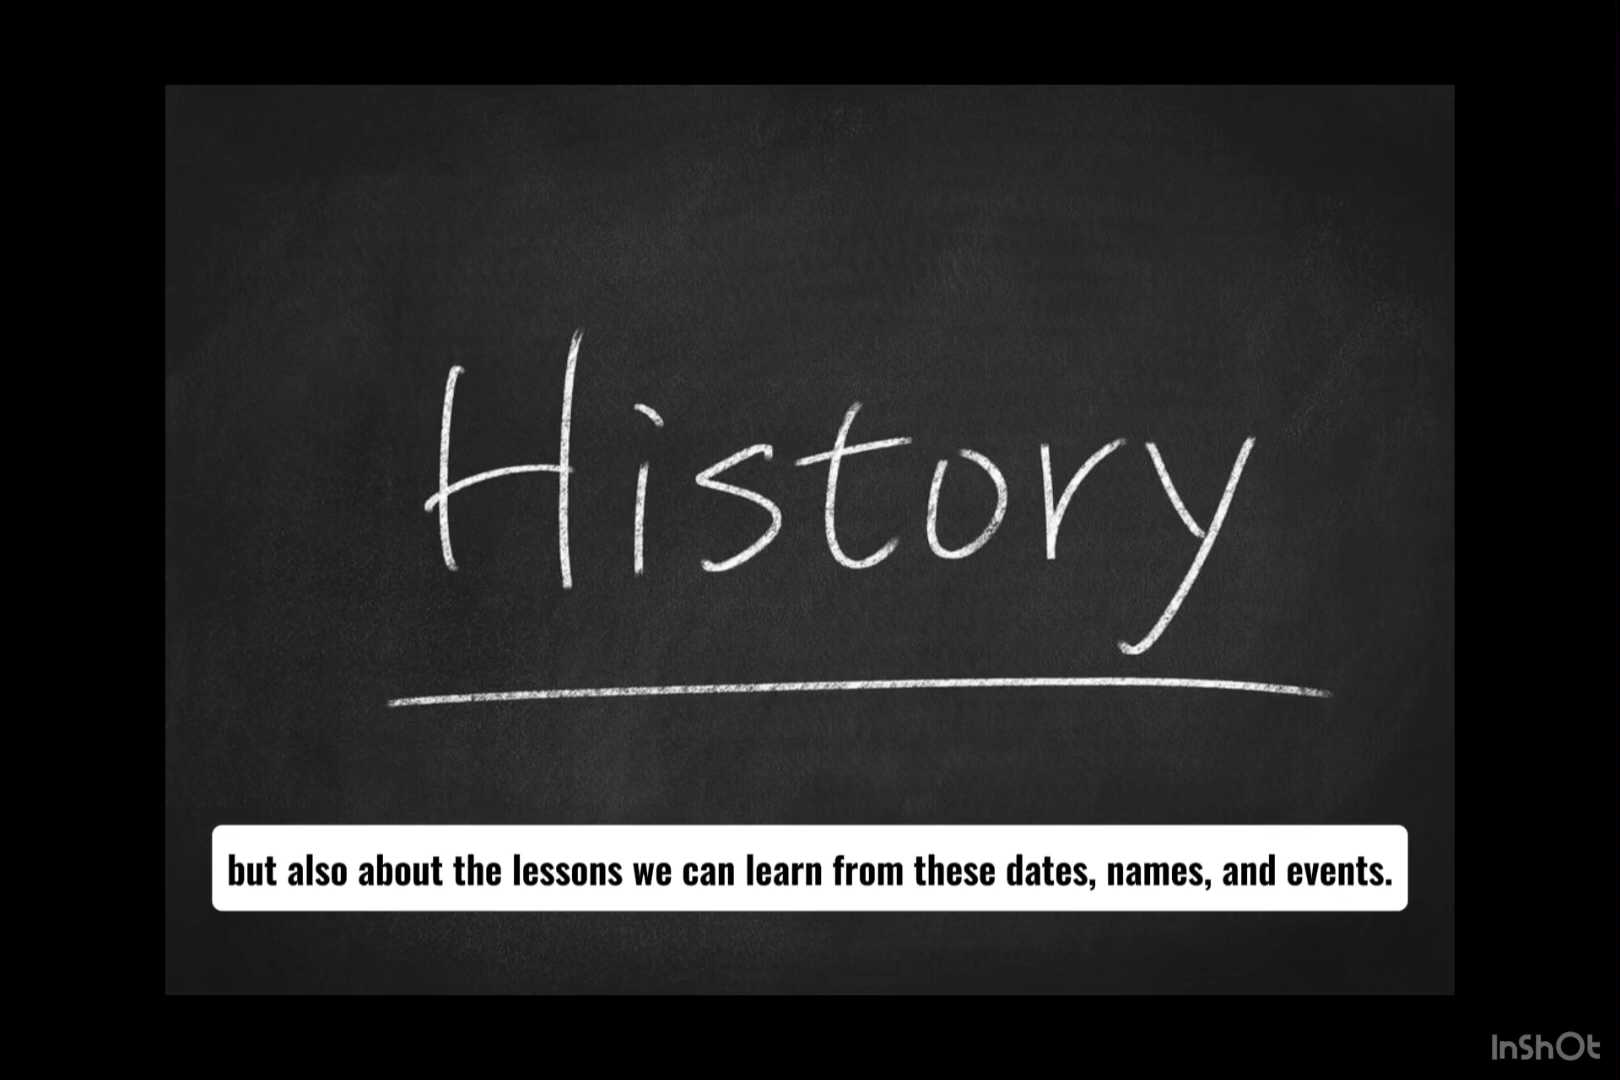 History
but also about the lessons we can learn from these dates, names, and events.
InShOt